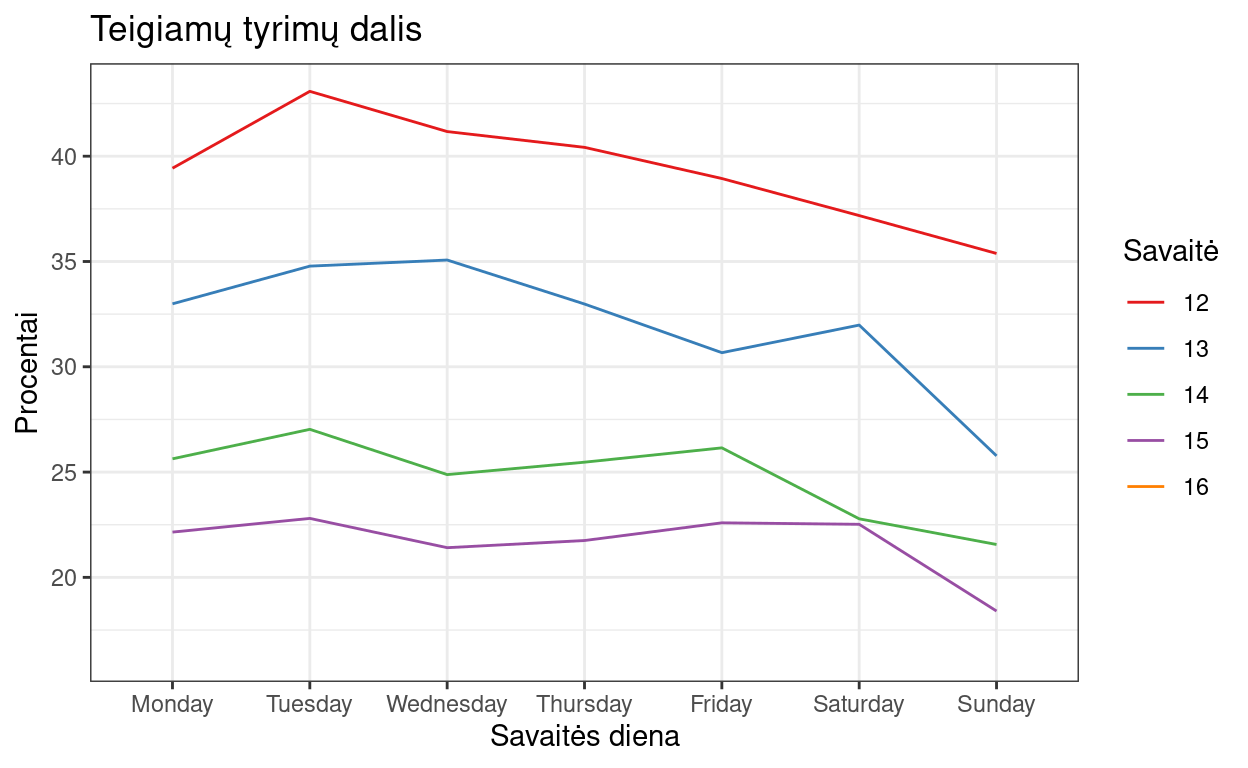 Teigiamų tyrimų dalis
Procentai
40
35
30
25
20
Monday Tuesday Wednesday Thursday Friday Saturday Sunday
Savaitės diena
Savaitė
12
13
14
15
16